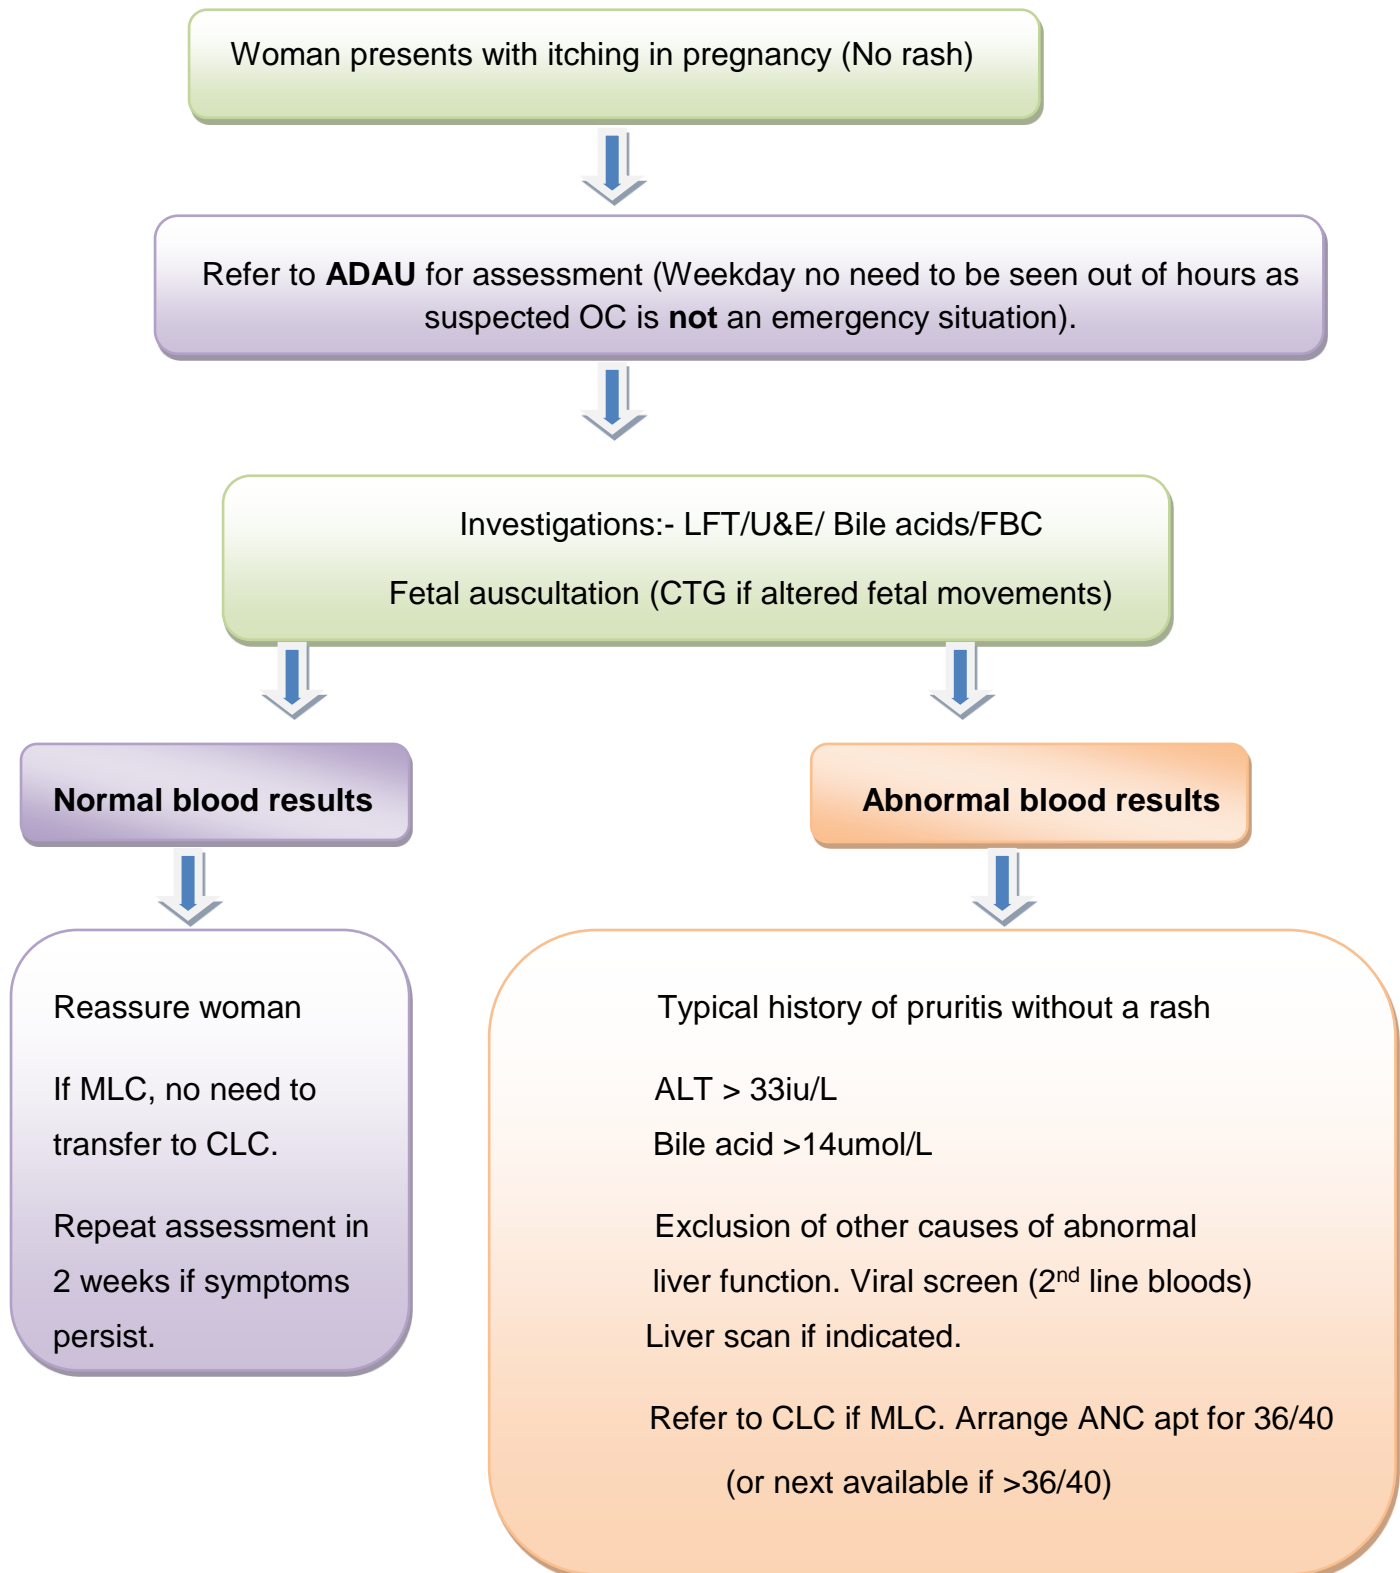 Woman presents with itching in pregnancy (No rash)
Refer to ADAU for assessment (Weekday no need to be seen out of hours as
suspected OC is not an emergency situation).
Investigations:- LFT/U&E/ Bile acids/FBC
Fetal auscultation (CTG if altered fetal movements)
Normal blood results
Abnormal blood results
Reassure woman
If MLC, no need to
transfer to CLC.
Repeat assessment in
2 weeks if symptoms
persist.
Typical history of pruritis without a rash
ALT > 33iu/L
Bile acid >14umol/L
Exclusion of other causes of abnormal
liver function. Viral screen (2nd line bloods)
Liver scan if indicated.
Refer to CLC if MLC. Arrange ANC apt for 36/40
(or next available if >36/40)